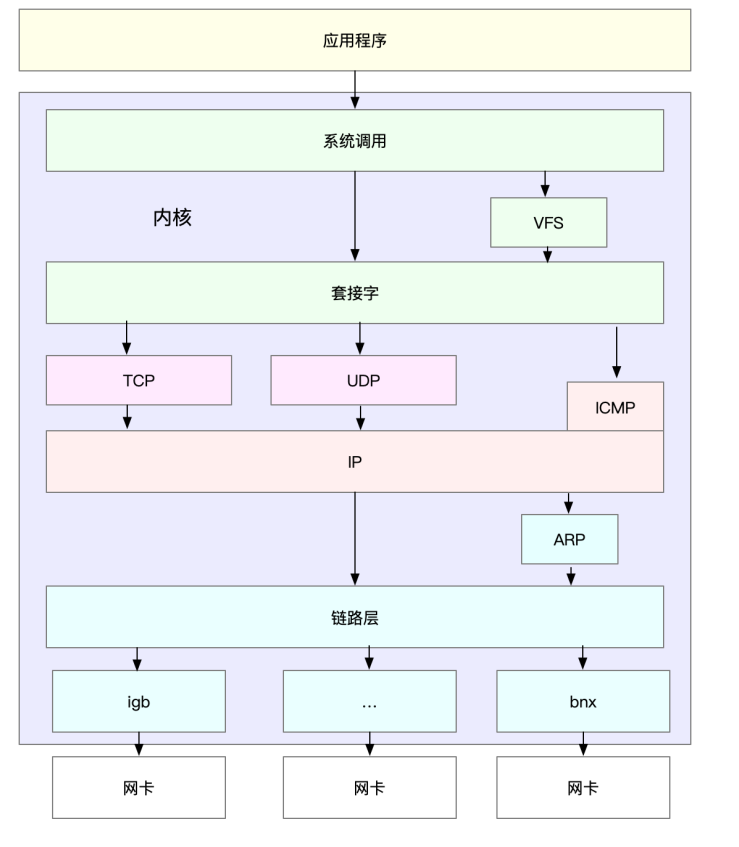 应用程序
系统调用
内核
VFS
套接字
TCP
UDP
ICMP
IP
ARP
链路层
igb
...
bnx
网卡
网卡
网卡